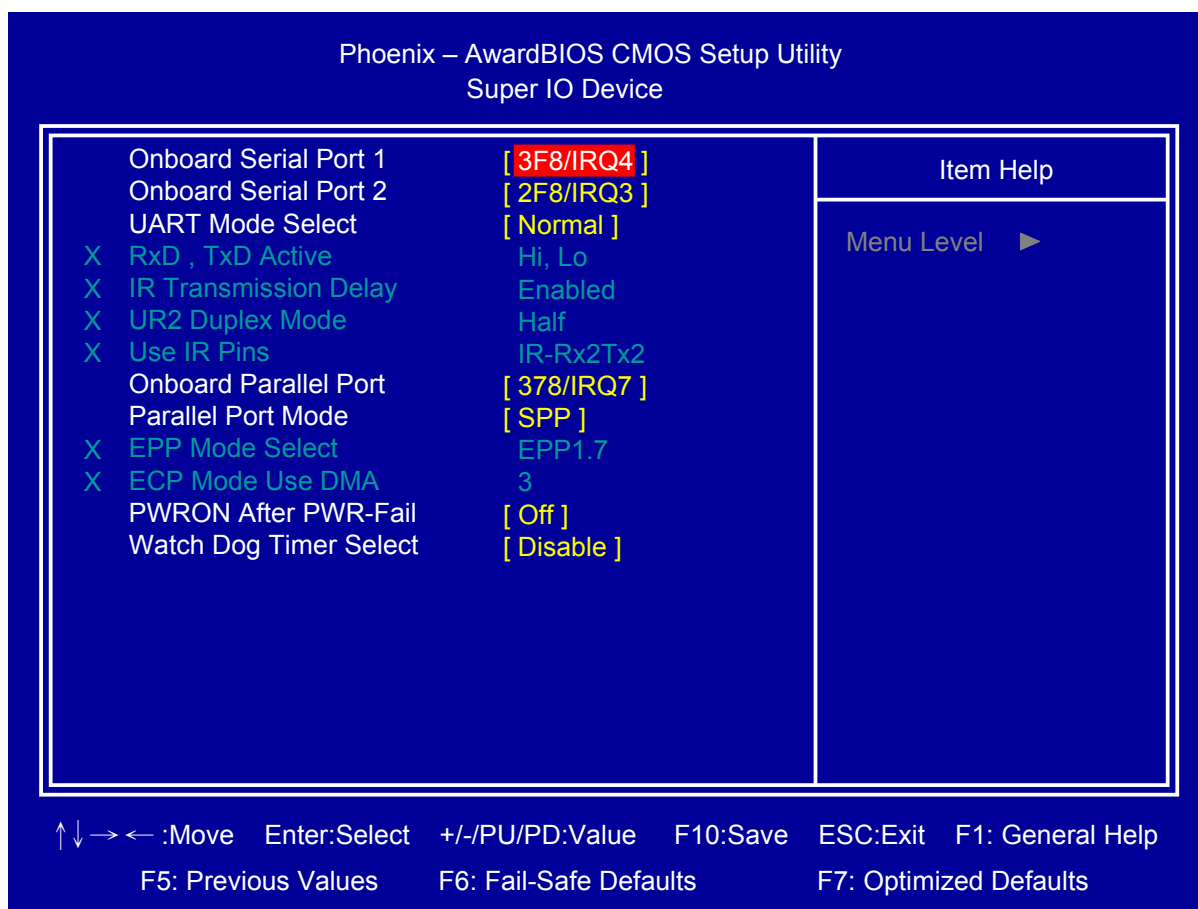 Phoenix – AwardBIOS CMOS Setup Utility
Super IO Device
Onboard Serial Port 1 [ 3F8/IRQ4 ]
Onboard Serial Port 2 [ 2F8/IRQ3 ]
UART Mode Select [ Normal ]
X RxD , TxD Active Hi, Lo
X IR Transmission Delay Enabled
X UR2 Duplex Mode Half
X Use IR Pins IR-Rx2Tx2
Onboard Parallel Port [ 378/IRQ7 ]
Parallel Port Mode [ SPP ]
X EPP Mode Select EPP1.7
X ECP Mode Use DMA 3
PWRON After PWR-Fail [ Off ]
Watch Dog Timer Select [ Disable ]
Item Help
Menu Level ►
↑↓→← :Move Enter:Select +/-/PU/PD:Value F10:Save ESC:Exit F1: General Help
F5: Previous Values F6: Fail-Safe Defaults F7: Optimized Defaults